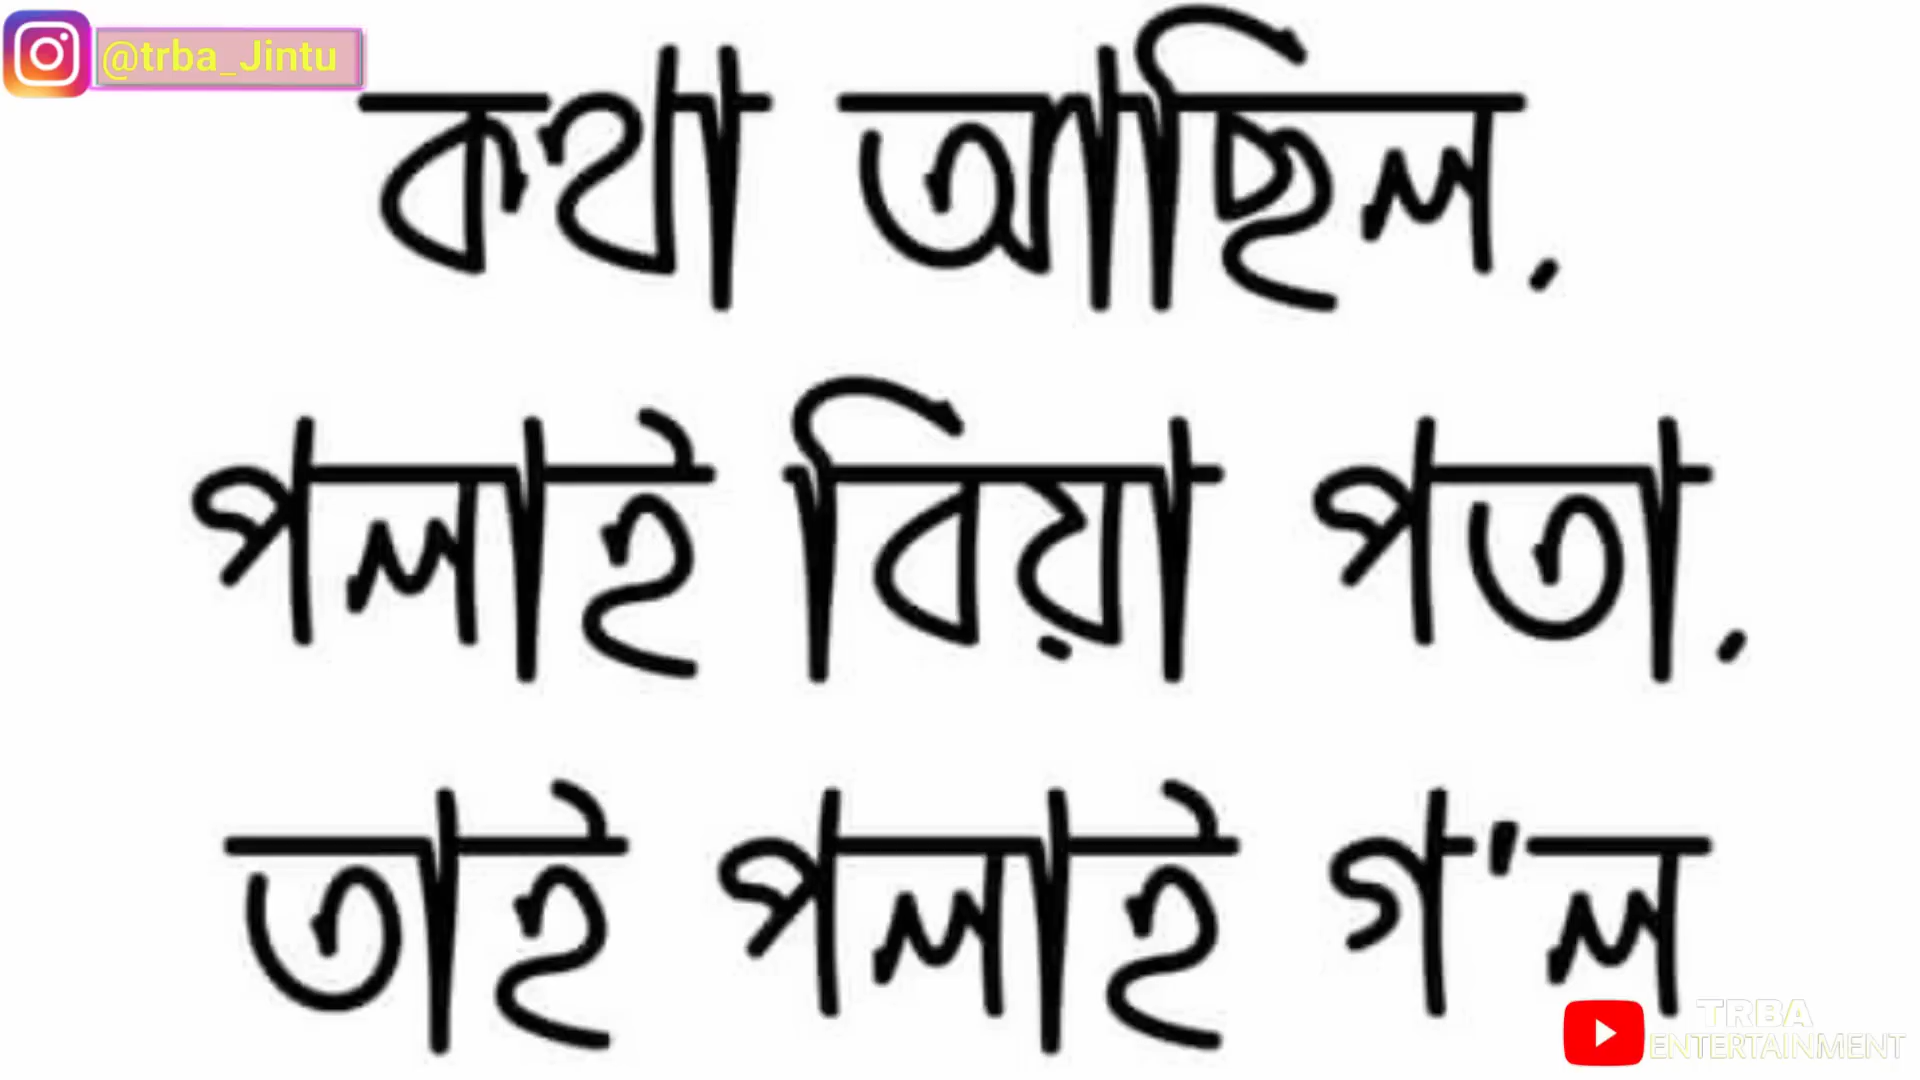 @trba_Jintu
কথা আছিল.
পলাই বিয়া পতা.
তাই পলাই গ'ল
TRBA
ENTERTAINMENT